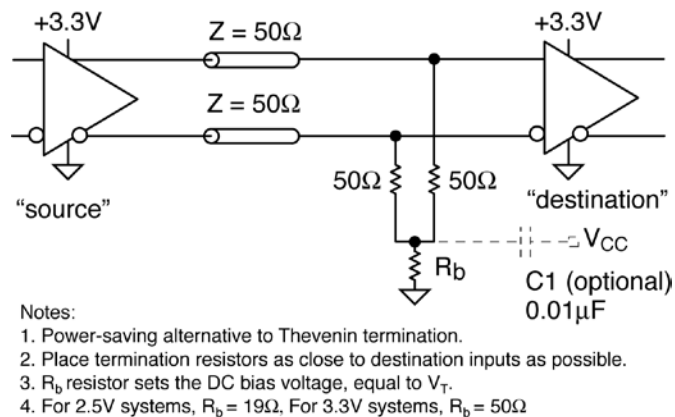 +3.3V
+3.3V
Z = 50Ω
Z = 50Ω
50Ω
50Ω
"source"
"destination"
R_b
V_CC
C1 (optional)
0.01μF
Notes:
1. Power-saving alternative to Thevenin termination.
2. Place termination resistors as close to destination inputs as possible.
3. R_b resistor sets the DC bias voltage, equal to V_T.
4. For 2.5V systems, R_b = 19Ω, For 3.3V systems, R_b = 50Ω